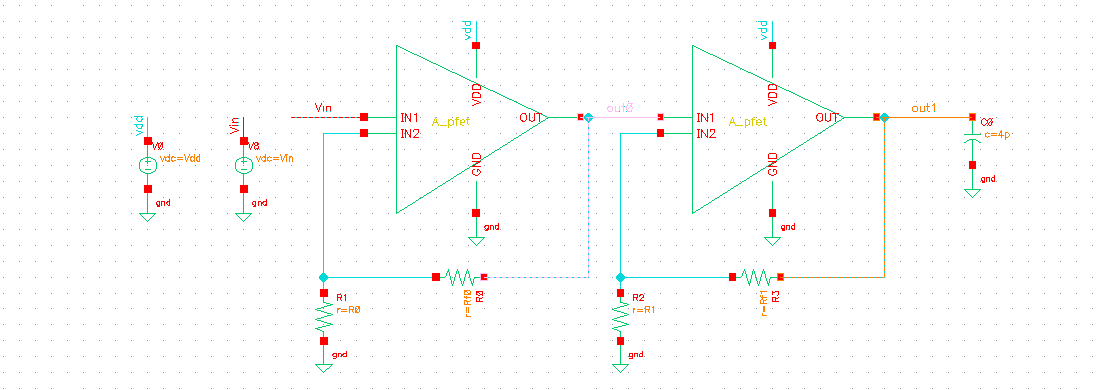 vdd
vdd
Vin
out0
out1
vdd
Vin
VDD
VDD
IN1
IN2
OUT
A_pfet
IN1
IN2
OUT
A_pfet
C0
c=4p
V0
vdc=Vdd
vdc=Vin
GND
GND
gnd
gnd
gnd
gnd
gnd
R1
r=R0
R0
r=Rf0
R2
r=R1
R3
r=Rf1
gnd
gnd